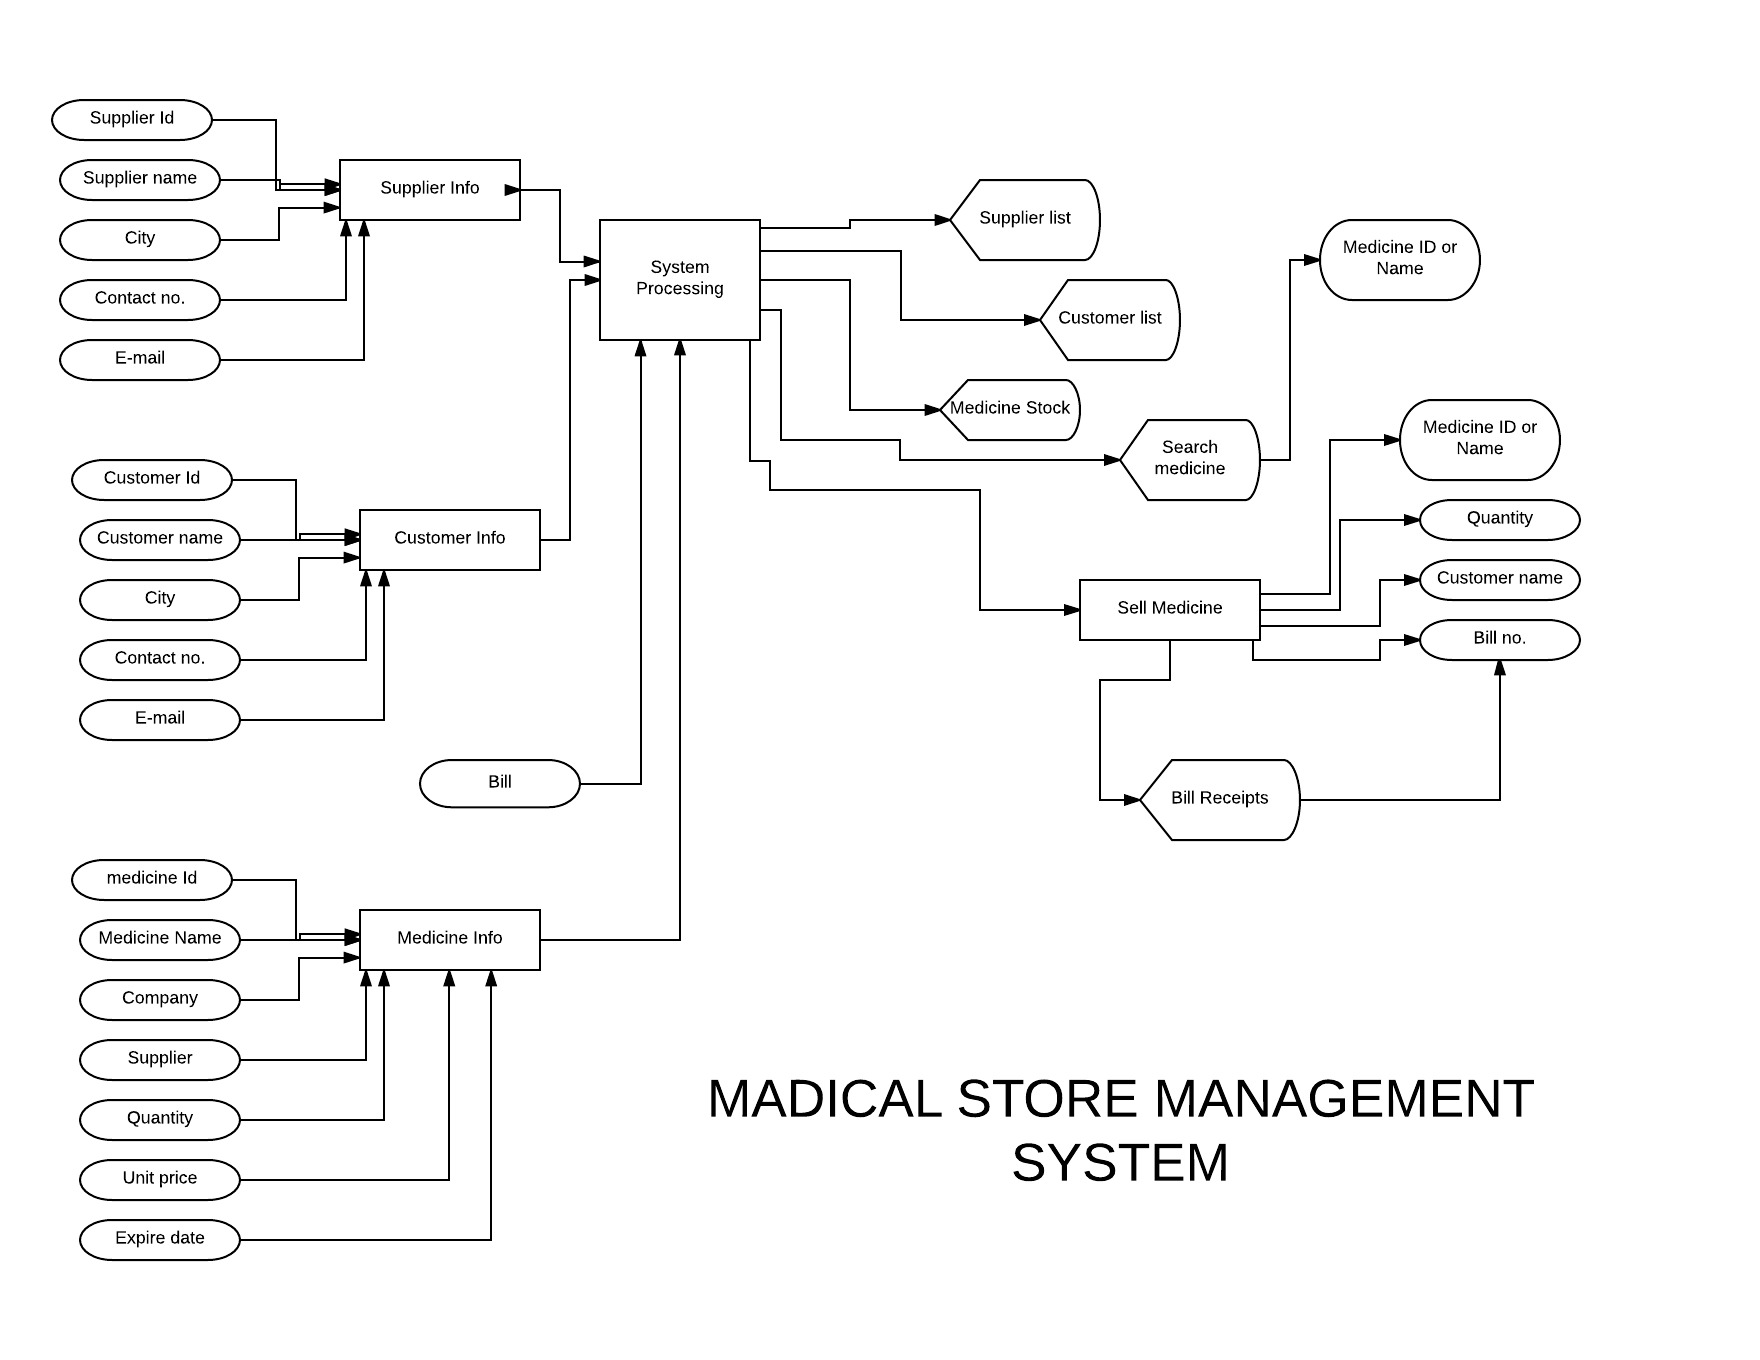 Supplier Id
Supplier name
Supplier Info
City
Contact no.
E-mail
System
Processing
Supplier list
Customer list
Medicine Stock
Search
medicine
Medicine ID or
Name
Medicine ID or
Name
Quantity
Customer name
Bill no.
Sell Medicine
Bill Receipts
Customer Id
Customer name
Customer Info
City
Contact no.
E-mail
Bill
medicine Id
Medicine Name
Medicine Info
Company
Supplier
Quantity
Unit price
Expire date
MADICAL STORE MANAGEMENT
SYSTEM